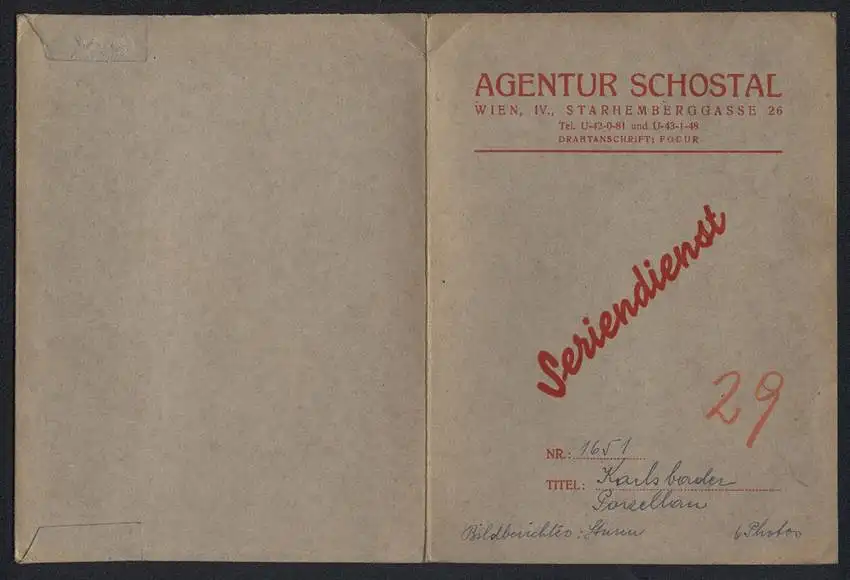 AGENTUR SCHOSTAL
WIEN, IV., STARHEMBERGGASSE 26
Tel. U-42-0-81 und U-43-1-48
DRAHTANSCHRIFT: FOCUR
Seriendienst
29
NR.: 1651
TITEL: Karlsbader
Porzellan
Bildberichter: Sturm 6 Photos